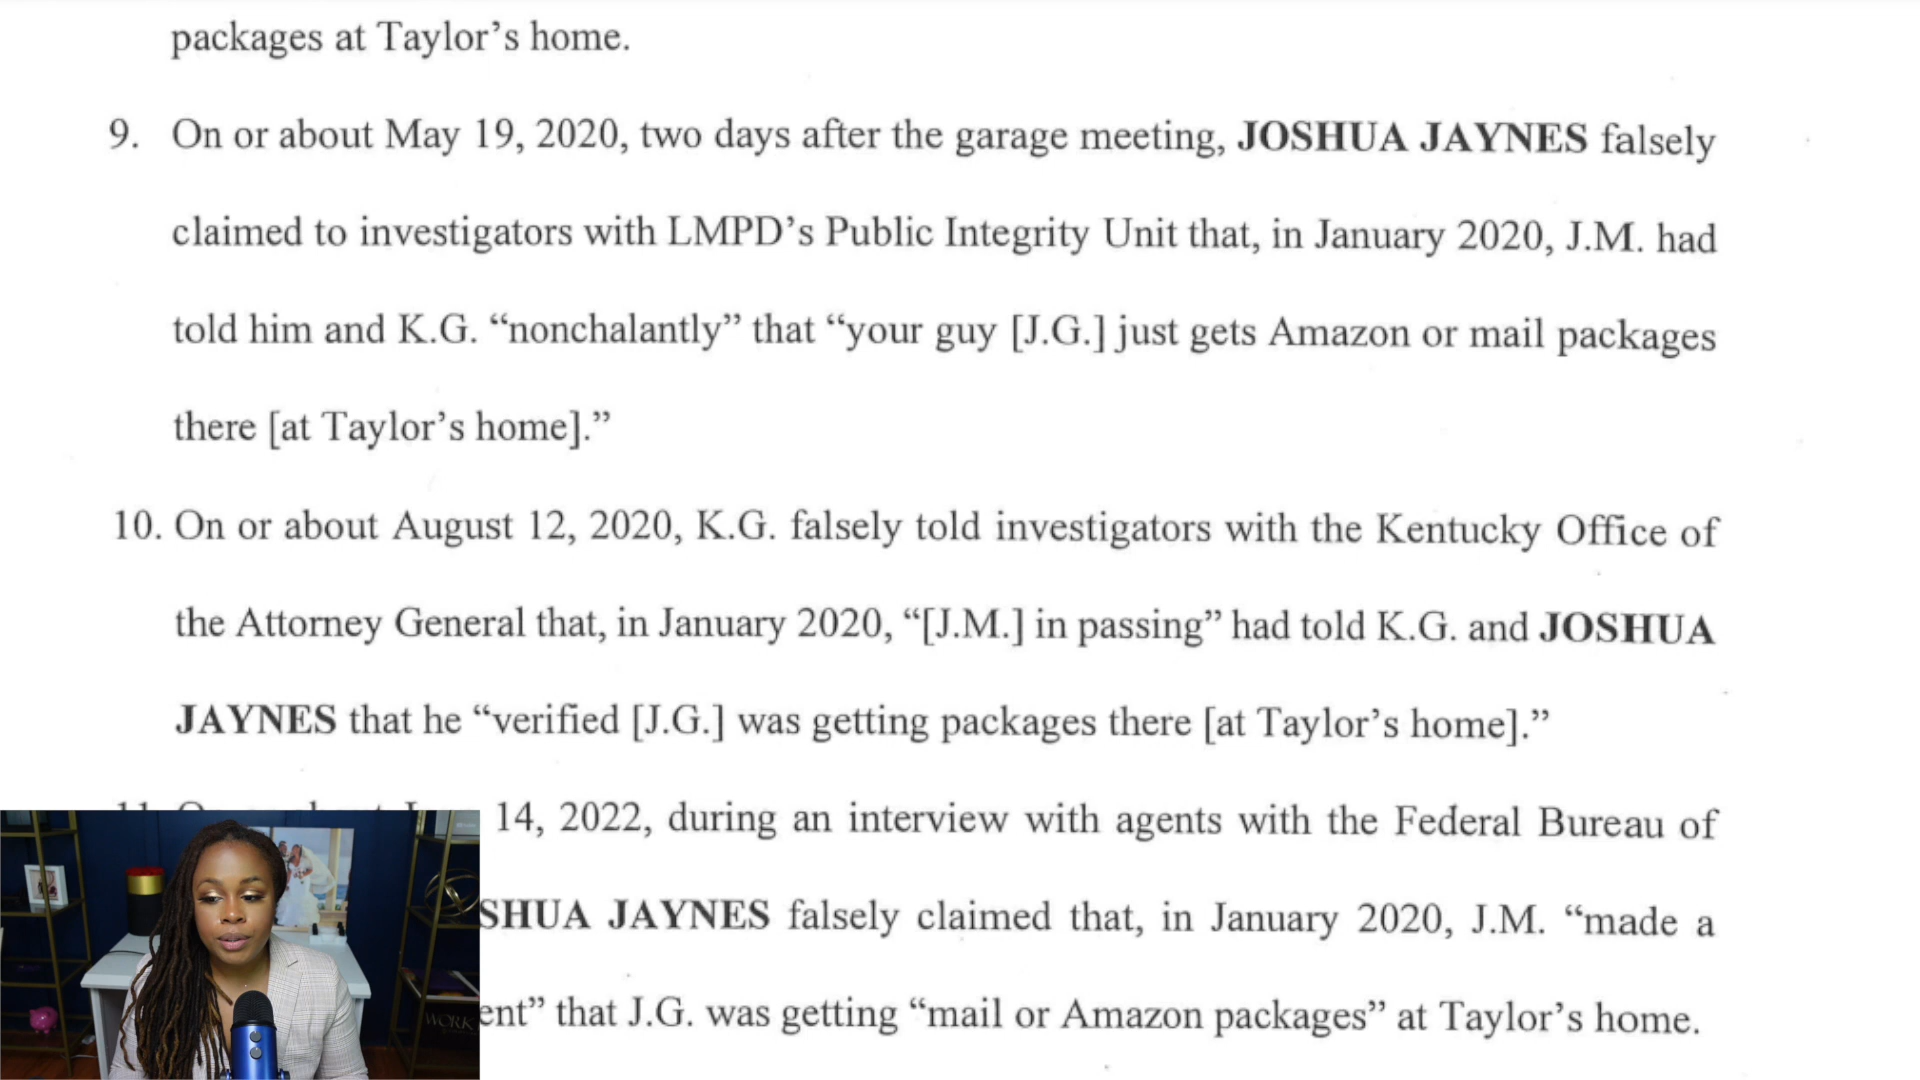 packages at Taylor’s home.
9. On or about May 19, 2020, two days after the garage meeting, JOSHUA JAYNES falsely
claimed to investigators with LMPD’s Public Integrity Unit that, in January 2020, J.M. had
told him and K.G. “nonchalantly” that “your guy [J.G.] just gets Amazon or mail packages
there [at Taylor’s home].”
10. On or about August 12, 2020, K.G. falsely told investigators with the Kentucky Office of
the Attorney General that, in January 2020, “[J.M.] in passing” had told K.G. and JOSHUA
JAYNES that he “verified [J.G.] was getting packages there [at Taylor’s home].”
14, 2022, during an interview with agents with the Federal Bureau of
SHUA JAYNES falsely claimed that, in January 2020, J.M. “made a
ent” that J.G. was getting “mail or Amazon packages” at Taylor’s home.
WORK